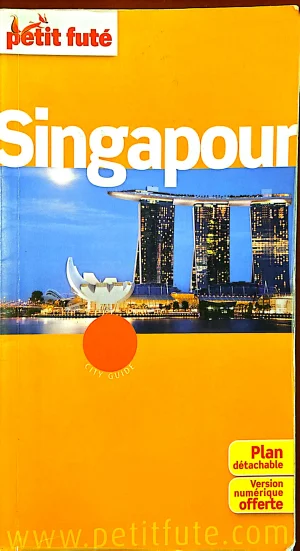 petit futé
Singapour
CITY GUIDE
Plan
détachable
Version
numérique
offerte
www.petitfute.com